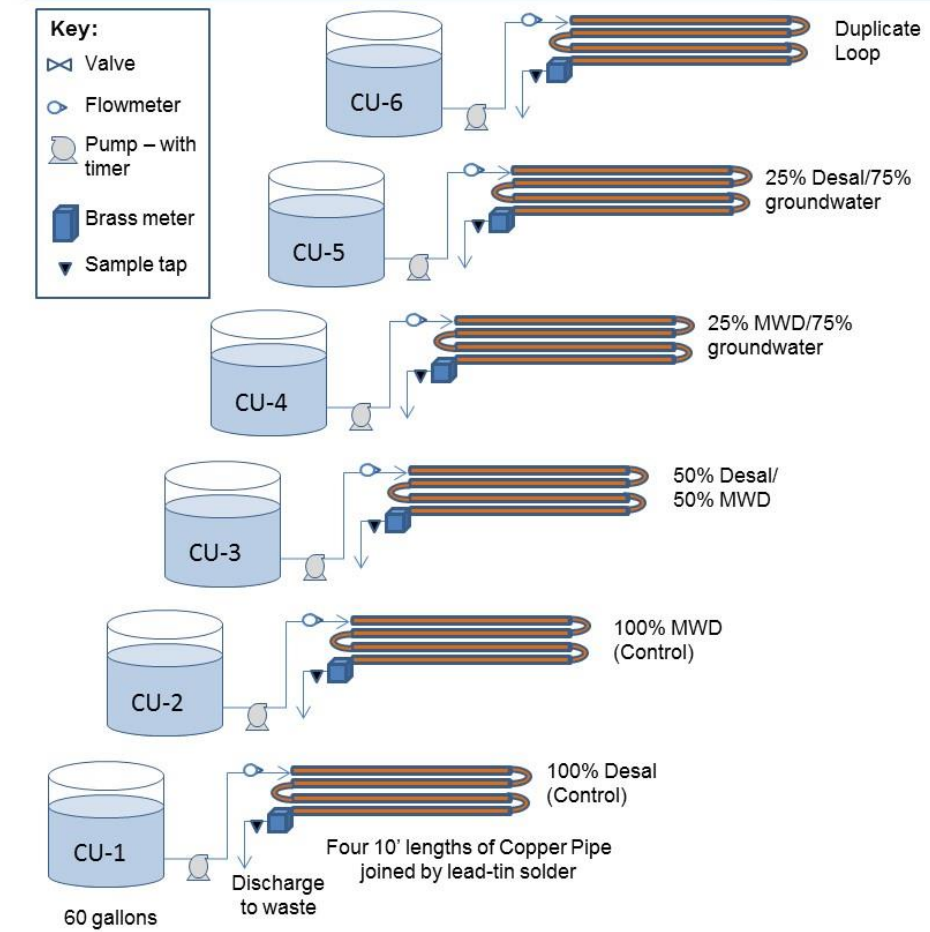 Key:
Valve
Flowmeter
Pump – with
timer
Brass meter
Sample tap
CU-6
Duplicate
Loop
CU-5
25% Desal/75%
groundwater
CU-4
25% MWD/75%
groundwater
CU-3
50% Desal/
50% MWD
CU-2
100% MWD
(Control)
CU-1
100% Desal
(Control)
Four 10’ lengths of Copper Pipe
joined by lead-tin solder
Discharge
to waste
60 gallons